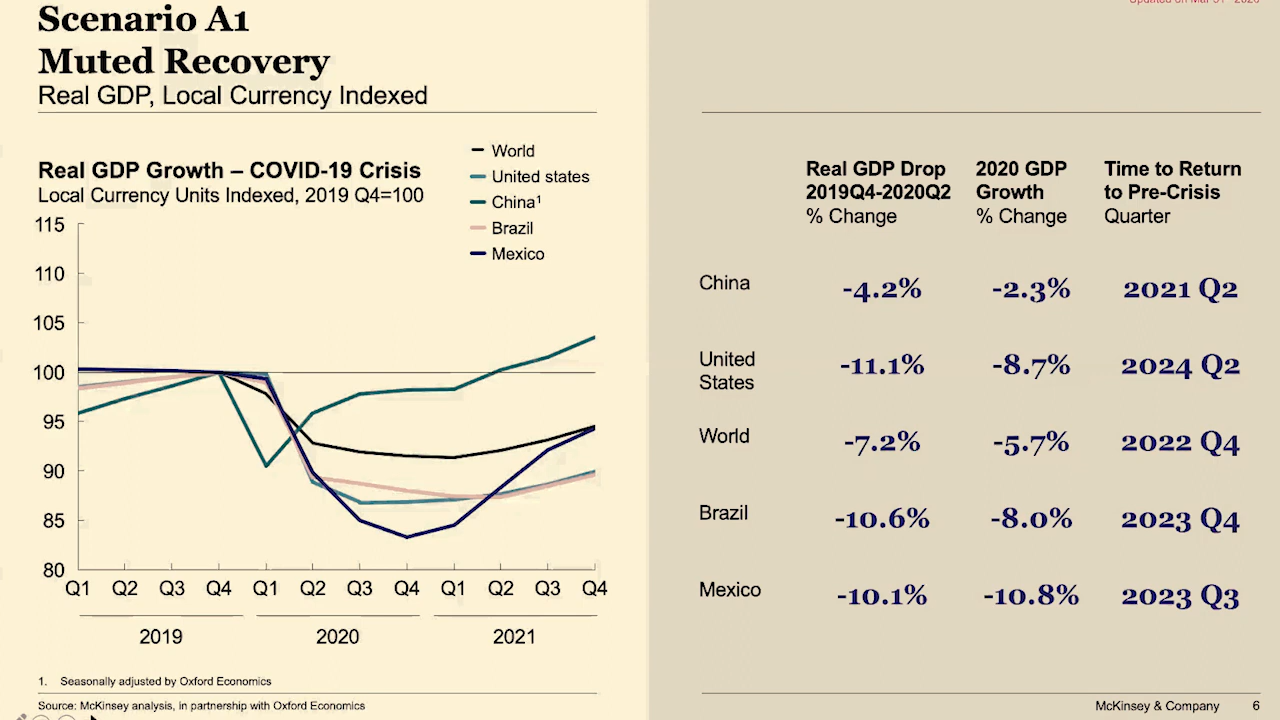 Scenario A1
Muted Recovery
Real GDP, Local Currency Indexed
Real GDP Growth – COVID-19 Crisis
Local Currency Units Indexed, 2019 Q4=100
World
United states
China¹
Brazil
Mexico
115
110
105
100
95
90
85
80
Q1 Q2 Q3 Q4 Q1 Q2 Q3 Q4 Q1 Q2 Q3 Q4
2019 2020 2021
1. Seasonally adjusted by Oxford Economics
Source: McKinsey analysis, in partnership with Oxford Economics
Real GDP Drop
2019Q4-2020Q2
% Change
2020 GDP
Growth
% Change
Time to Return
to Pre-Crisis
Quarter
China -4.2% -2.3% 2021 Q2
United
States -11.1% -8.7% 2024 Q2
World -7.2% -5.7% 2022 Q4
Brazil -10.6% -8.0% 2023 Q4
Mexico -10.1% -10.8% 2023 Q3
McKinsey & Company 6